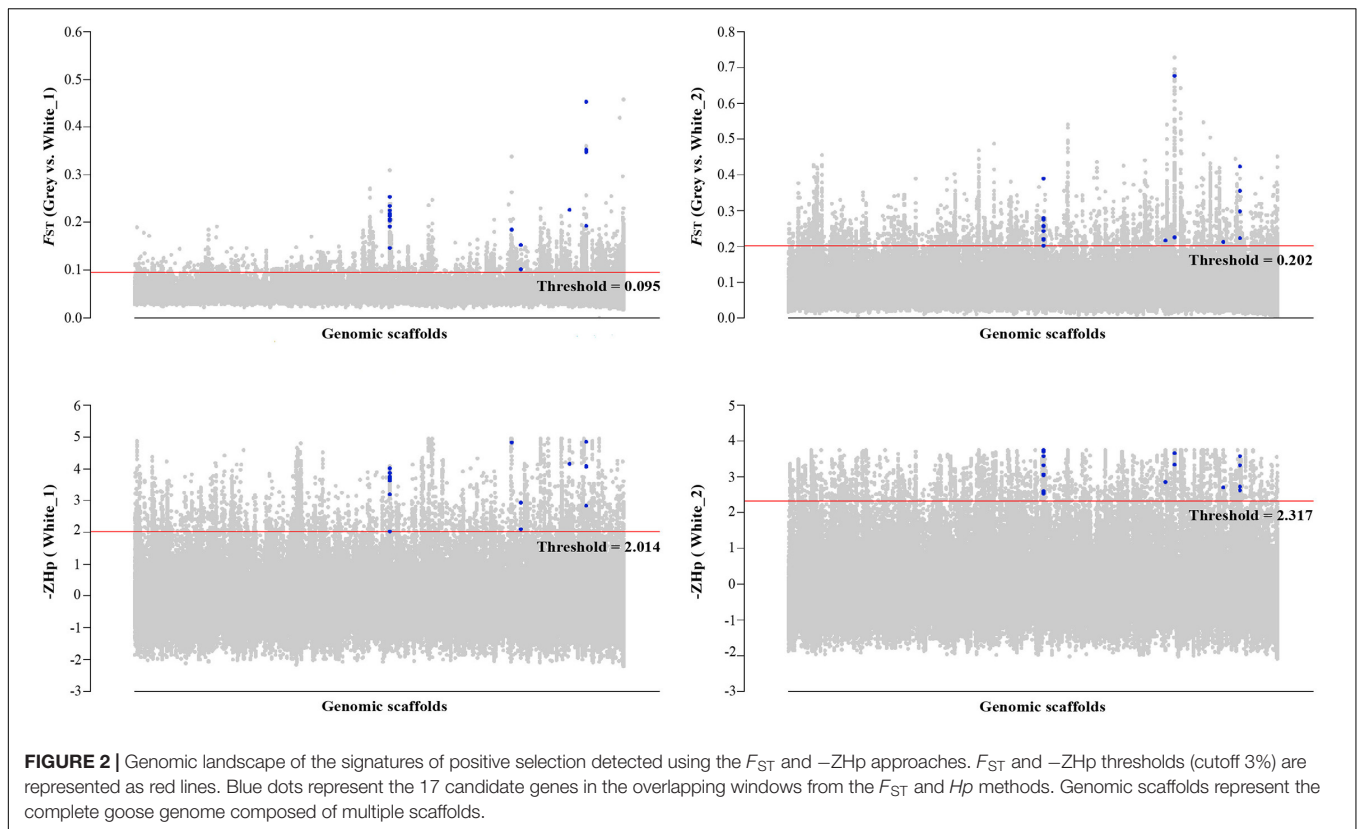 0.6
0.5
0.4
0.3
0.2
0.1
0.0
FST (Grey vs. White_1)
Threshold = 0.095
Genomic scaffolds
0.8
0.7
0.6
0.5
0.4
0.3
0.2
0.1
0.0
FST (Grey vs. White_2)
Threshold = 0.202
Genomic scaffolds
6
5
4
3
2
1
0
-1
-2
-3
-ZHp ( White_1)
Threshold = 2.014
Genomic scaffolds
5
4
3
2
1
0
-1
-2
-3
-ZHp ( White_2)
Threshold = 2.317
Genomic scaffolds
FIGURE 2 | Genomic landscape of the signatures of positive selection detected using the FST and −ZHp approaches. FST and −ZHp thresholds (cutoff 3%) are
represented as red lines. Blue dots represent the 17 candidate genes in the overlapping windows from the FST and Hp methods. Genomic scaffolds represent the
complete goose genome composed of multiple scaffolds.